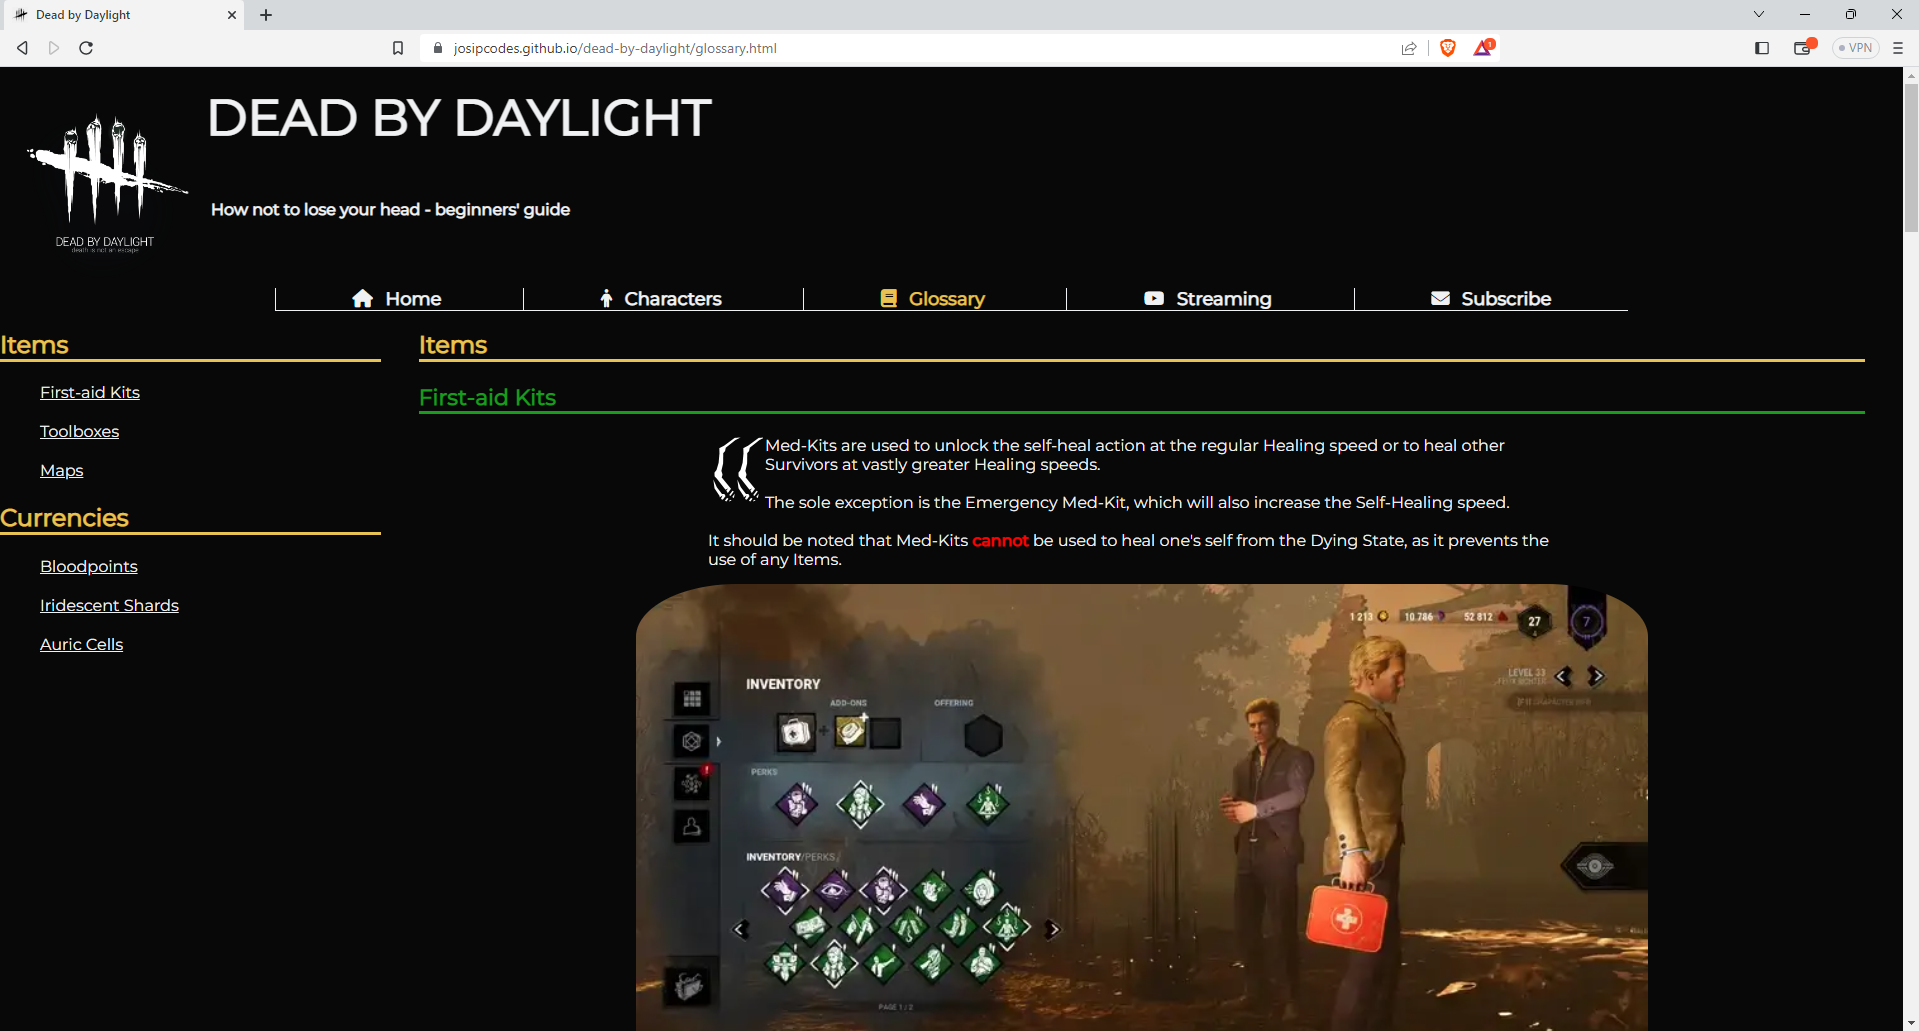 Dead by Daylight
josipcodes.github.io/dead-by-daylight/glossary.html
1
VPN
DEAD BY DAYLIGHT
How not to lose your head - beginners' guide
DEAD BY DAYLIGHT
death is not an escape
Home
Characters
Glossary
Streaming
Subscribe
Items
First-aid Kits
Toolboxes
Maps
Currencies
Bloodpoints
Iridescent Shards
Auric Cells
Items
First-aid Kits
Med-Kits are used to unlock the self-heal action at the regular Healing speed or to heal other
Survivors at vastly greater Healing speeds.
The sole exception is the Emergency Med-Kit, which will also increase the Self-Healing speed.
It should be noted that Med-Kits cannot be used to heal one's self from the Dying State, as it prevents the
use of any Items.
1 213 10 786 52 812 27 7
LEVEL 33
INVENTORY
ADD-ONS OFFERING
PERKS
INVENTORY/PERKS/
PAGE 1/2